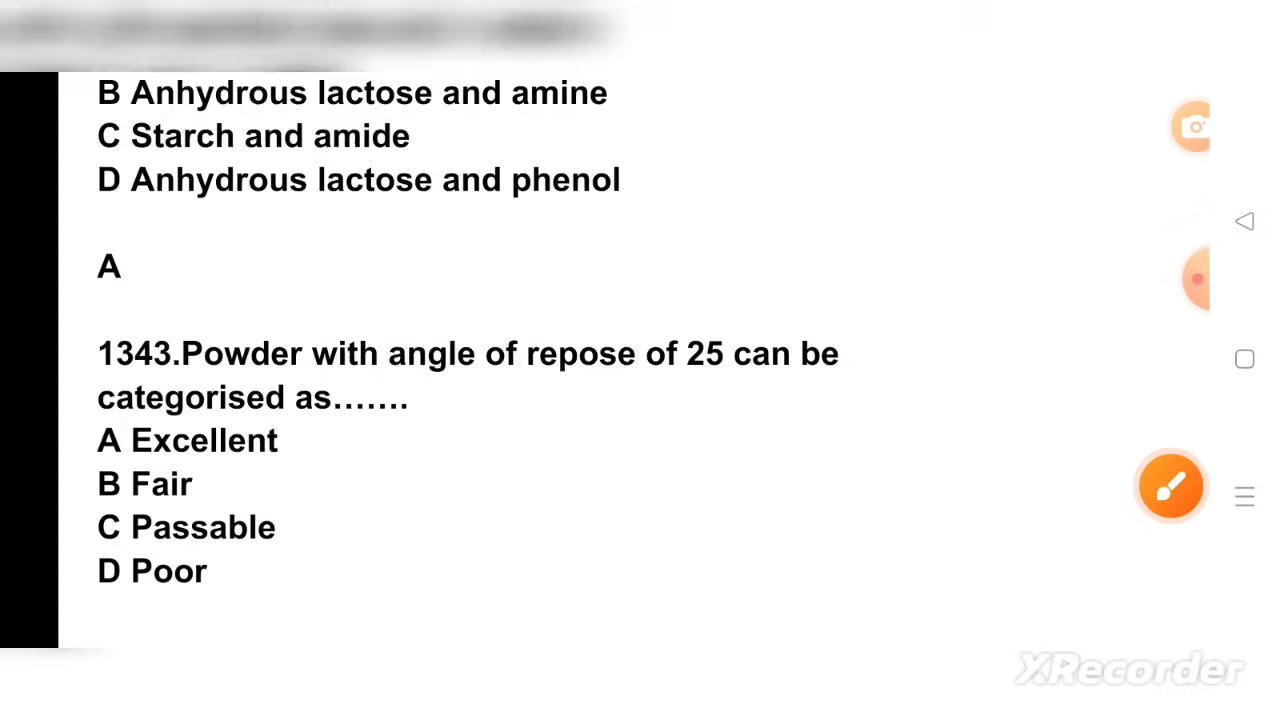 B Anhydrous lactose and amine
C Starch and amide
D Anhydrous lactose and phenol
A
1343.Powder with angle of repose of 25 can be
categorised as…….
A Excellent
B Fair
C Passable
D Poor
XRecorder